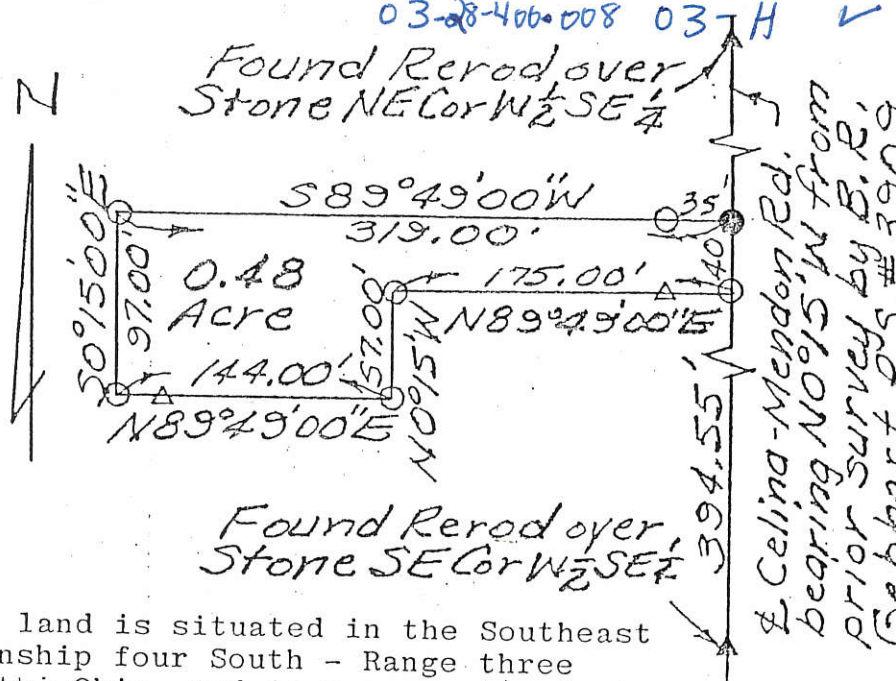 03-28-400.008 03-H ✓
N
Found Rerod over
Stone NE Cor W½ SE¼
S89°49'00"W
319.00'
35'
40'
S0°15'00"E
97.00'
0.48
Acre
175.00'
N89°49'00"E
57.00'
N0°15'W
144.00'
N89°49'00"E
394.55'
Found Rerod over
Stone SE Cor W½ SE¼
℄ Celina-Mendon Rd.
bearing N0°15'W from
prior survey by B.R.
land is situated in the Southeast
nship four South - Range three